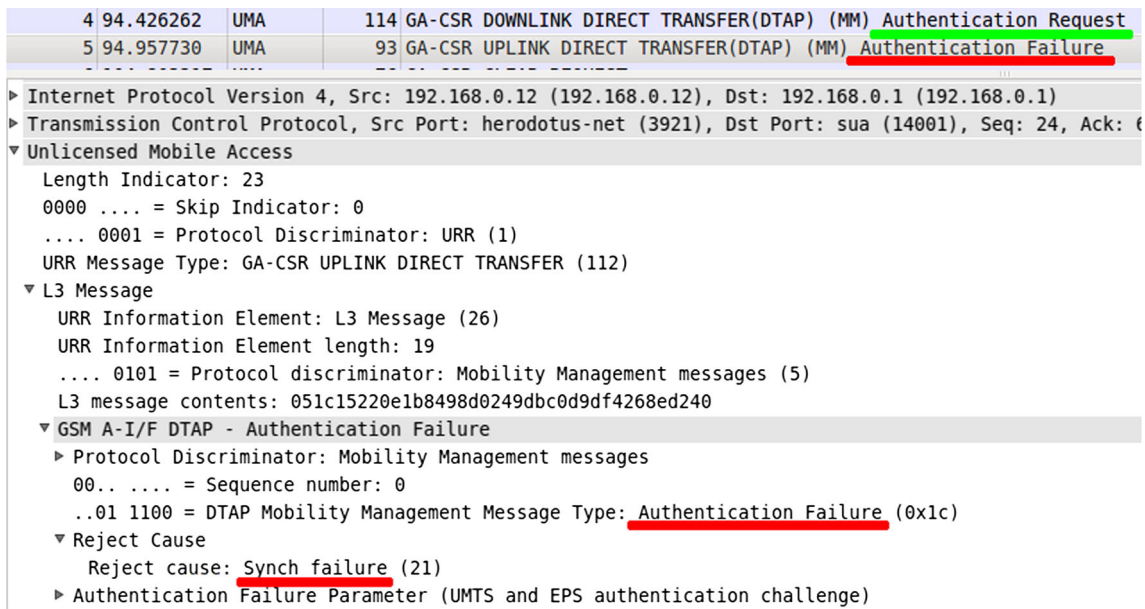 4 94.426262 UMA 114 GA-CSR DOWNLINK DIRECT TRANSFER(DTAP) (MM) Authentication Request
5 94.957730 UMA 93 GA-CSR UPLINK DIRECT TRANSFER(DTAP) (MM) Authentication Failure
Internet Protocol Version 4, Src: 192.168.0.12 (192.168.0.12), Dst: 192.168.0.1 (192.168.0.1)
Transmission Control Protocol, Src Port: herodotus-net (3921), Dst Port: sua (14001), Seq: 24, Ack:
Unlicensed Mobile Access
Length Indicator: 23
0000 .... = Skip Indicator: 0
.... 0001 = Protocol Discriminator: URR (1)
URR Message Type: GA-CSR UPLINK DIRECT TRANSFER (112)
L3 Message
URR Information Element: L3 Message (26)
URR Information Element length: 19
.... 0101 = Protocol discriminator: Mobility Management messages (5)
L3 message contents: 051c15220e1b8498d0249dbc0d9df4268ed240
GSM A-I/F DTAP - Authentication Failure
Protocol Discriminator: Mobility Management messages
00.. .... = Sequence number: 0
..01 1100 = DTAP Mobility Management Message Type: Authentication Failure (0x1c)
Reject Cause
Reject cause: Synch failure (21)
Authentication Failure Parameter (UMTS and EPS authentication challenge)